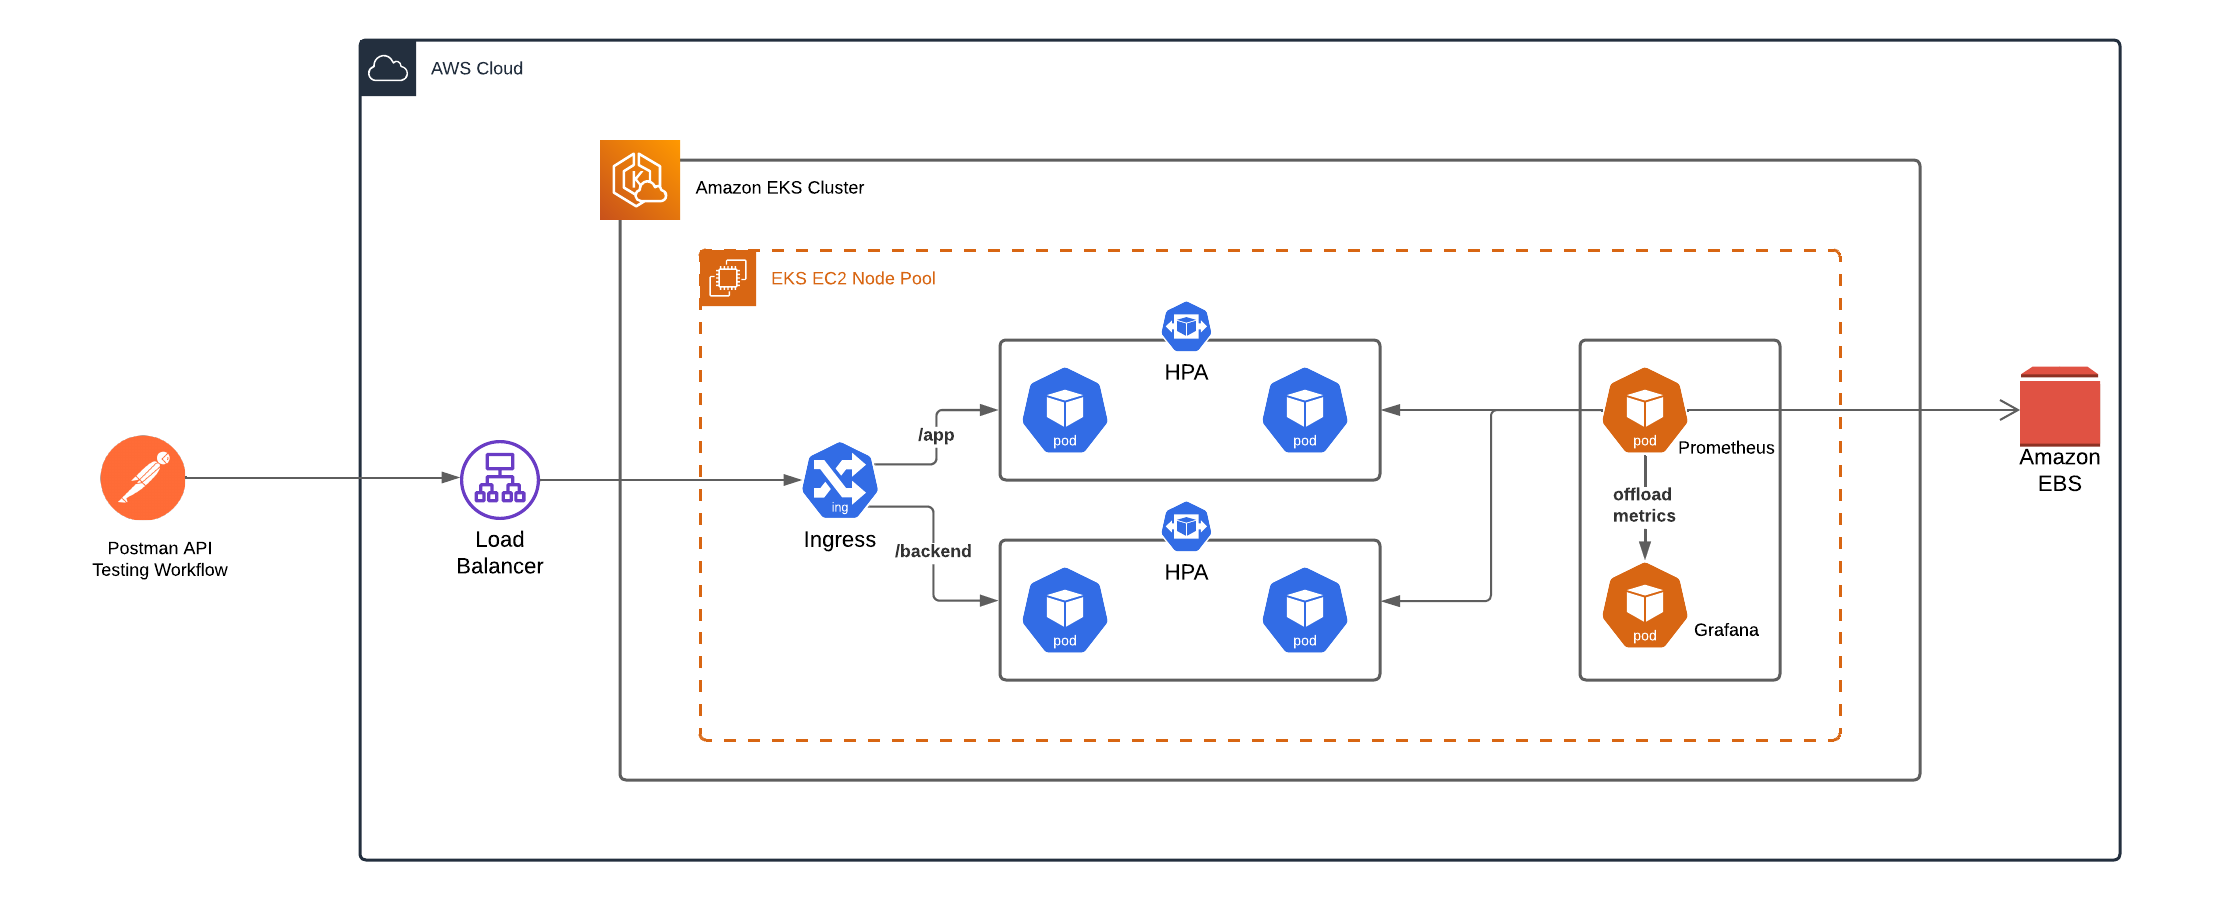 AWS Cloud
Amazon EKS Cluster
EKS EC2 Node Pool
Postman API
Testing Workflow
Load
Balancer
ing
Ingress
/app
/backend
HPA
pod
pod
HPA
pod
pod
pod
Prometheus
offload
metrics
pod
Grafana
Amazon
EBS